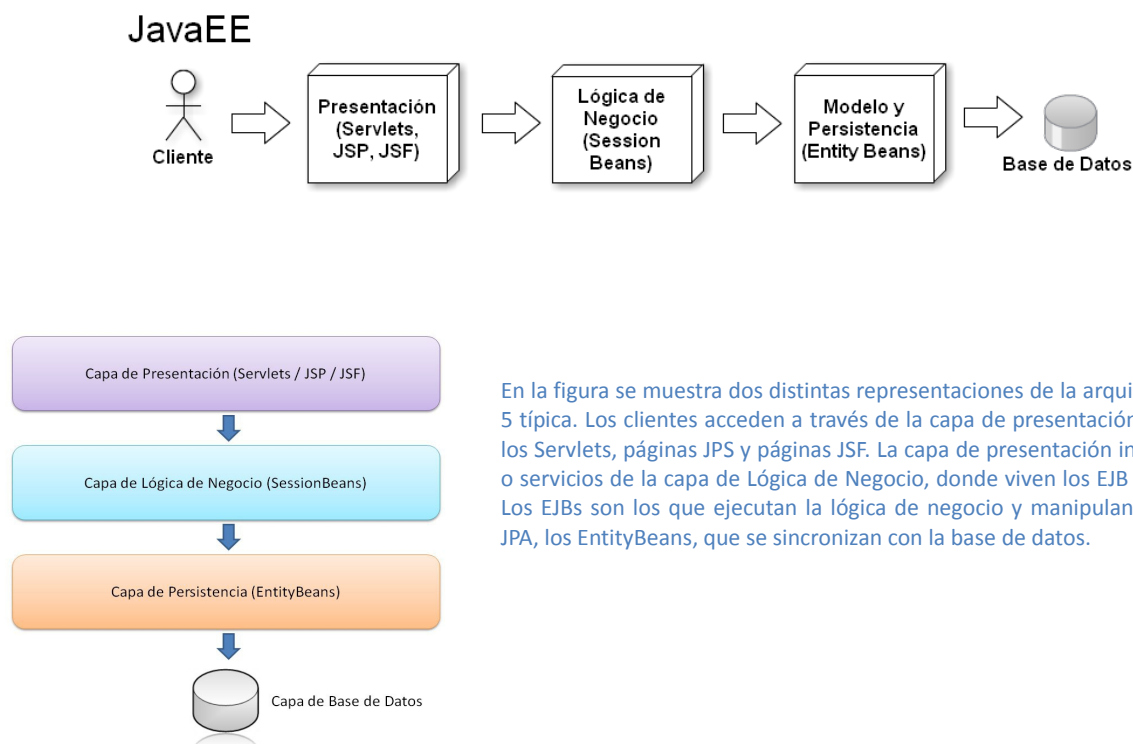 JavaEE
Cliente
Presentación
(Servlets,
JSP, JSF)
Lógica de
Negocio
(Session
Beans)
Modelo y
Persistencia
(Entity Beans)
Base de Datos
Capa de Presentación (Servlets / JSP / JSF)
Capa de Lógica de Negocio (SessionBeans)
Capa de Persistencia (EntityBeans)
Capa de Base de Datos
En la figura se muestra dos distintas representaciones de la arqui
5 típica. Los clientes acceden a través de la capa de presentación
los Servlets, páginas JPS y páginas JSF. La capa de presentación in
o servicios de la capa de Lógica de Negocio, donde viven los EJB
Los EJBs son los que ejecutan la lógica de negocio y manipulan
JPA, los EntityBeans, que se sincronizan con la base de datos.